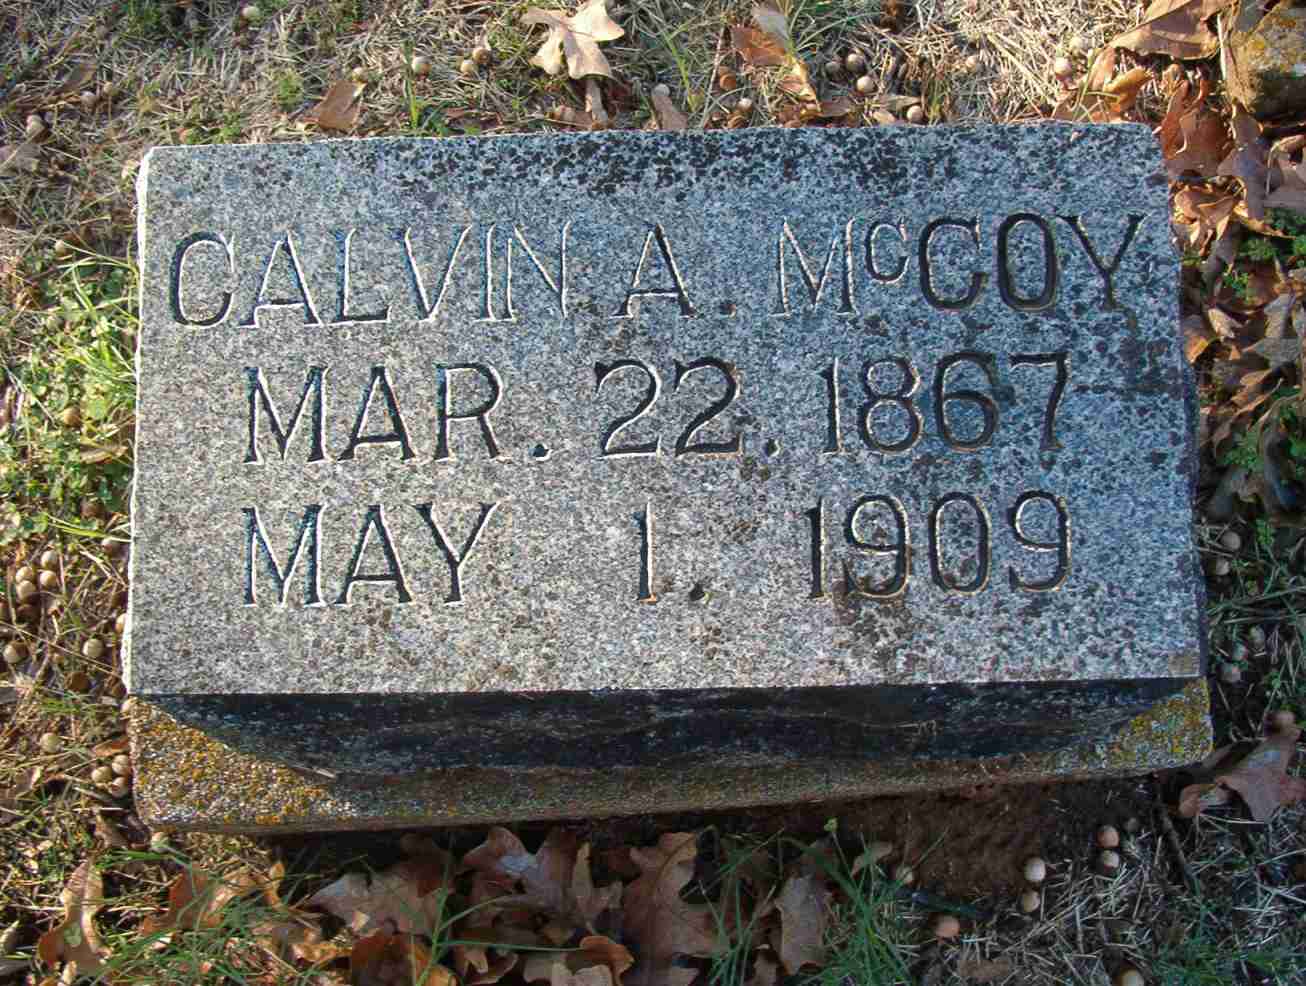 CALVIN A. McCOY
MAR. 22. 1867
MAY 1. 1909